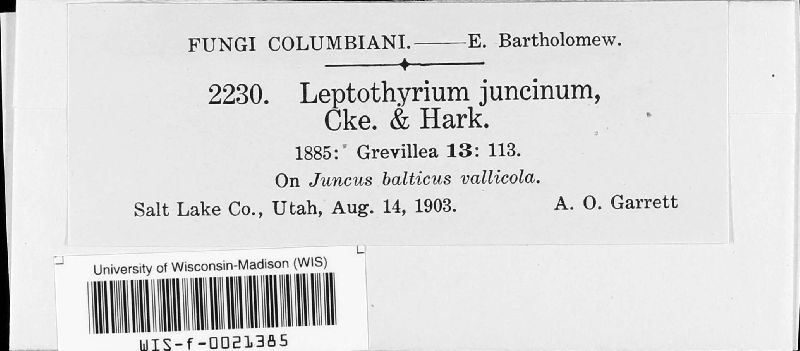 FUNGI COLUMBIANI.——E. Bartholomew.
2230. Leptothyrium juncinum,
Cke. & Hark.
1885: Grevillea 13: 113.
On Juncus balticus vallicola.
Salt Lake Co., Utah, Aug. 14, 1903. A. O. Garrett
University of Wisconsin-Madison (WIS)
WIS-f-0021385